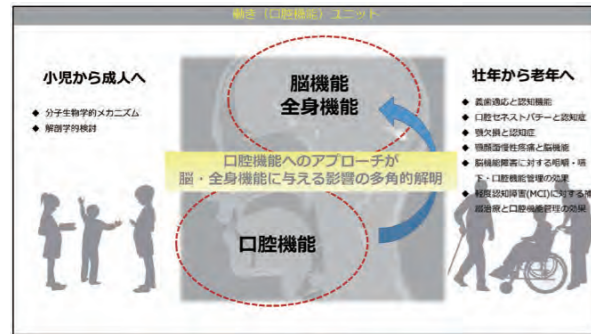 動き（口腔機能）ユニット
小児から成人へ
◆ 分子生物学的メカニズム
◆ 解剖学的検討
脳機能
全身機能
口腔機能へのアプローチが
脳・全身機能に与える影響の多角的解明
口腔機能
壮年から老年へ
◆ 義歯適応と認知機能
◆ 口腔セネストパチーと認知症
◆ 顎欠損と認知症
◆ 顎顔面慢性疼痛と脳機能
◆ 脳機能障害に対する咀嚼・嚥
下・口腔機能管理の効果
◆ 軽度認知障害(MCI)に対する補
綴治療と口腔機能管理の効果